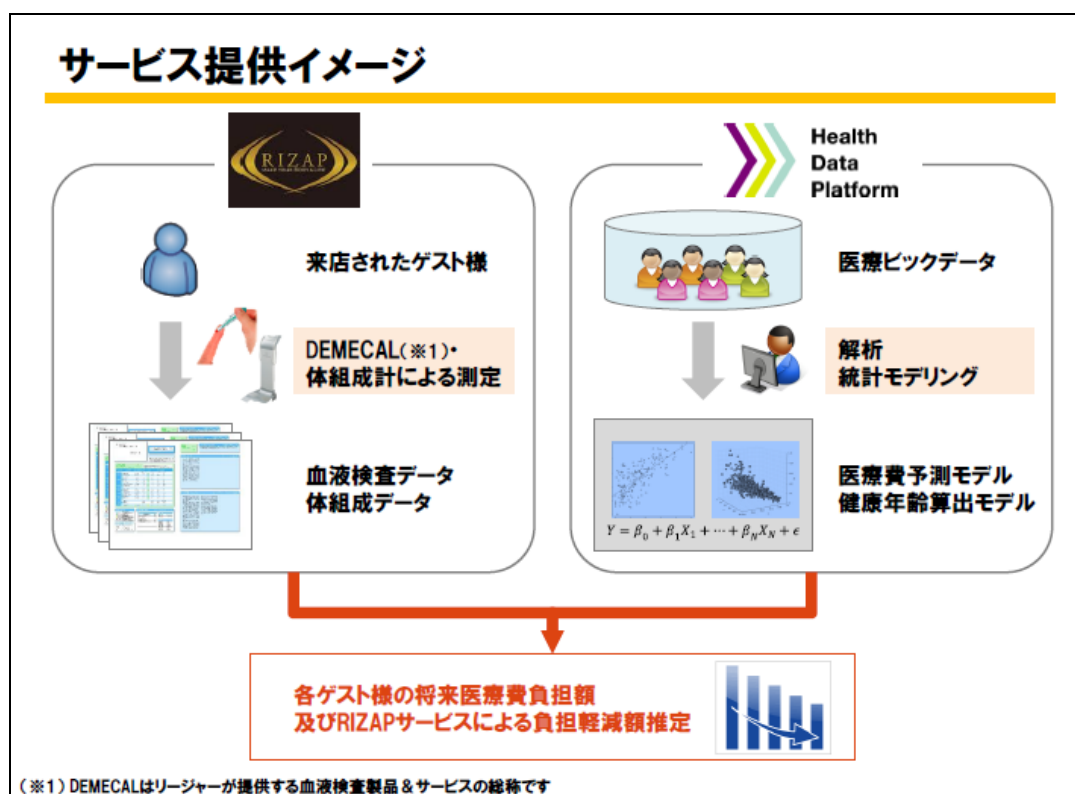 サービス提供イメージ
RIZAP
Health
Data
Platform
来店されたゲスト様
DEMECAL(※1)・
体組成計による測定
血液検査データ
体組成データ
医療ビックデータ
解析
統計モデリング
医療費予測モデル
健康年齢算出モデル
Y = β₀ + β₁X₁ + ⋯ + β_N X_N + ϵ
各ゲスト様の将来医療費負担額
及びRIZAPサービスによる負担軽減額推定
(※1) DEMECALはリージャーが提供する血液検査製品&サービスの総称です